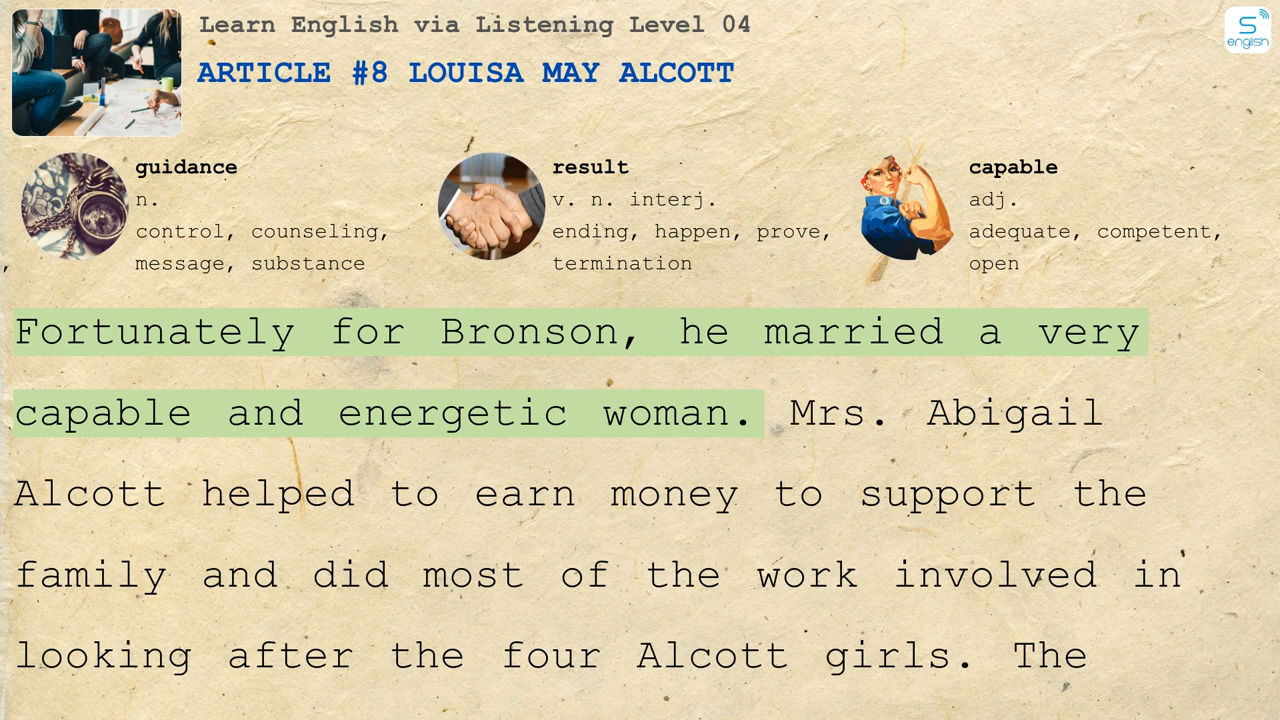 Learn English via Listening Level 04
ARTICLE #8 LOUISA MAY ALCOTT
S
english
guidance
n.
control, counseling,
message, substance
result
v. n. interj.
ending, happen, prove,
termination
capable
adj.
adequate, competent,
open
,
Fortunately for Bronson, he married a very
capable and energetic woman. Mrs. Abigail
Alcott helped to earn money to support the
family and did most of the work involved in
looking after the four Alcott girls. The